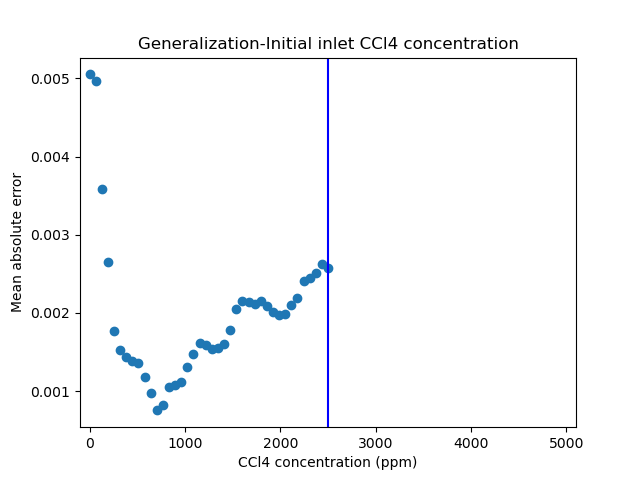 Generalization-Initial inlet CCl4 concentration
0.005
0.004
0.003
0.002
0.001
Mean absolute error
0 1000 2000 3000 4000 5000
CCl4 concentration (ppm)